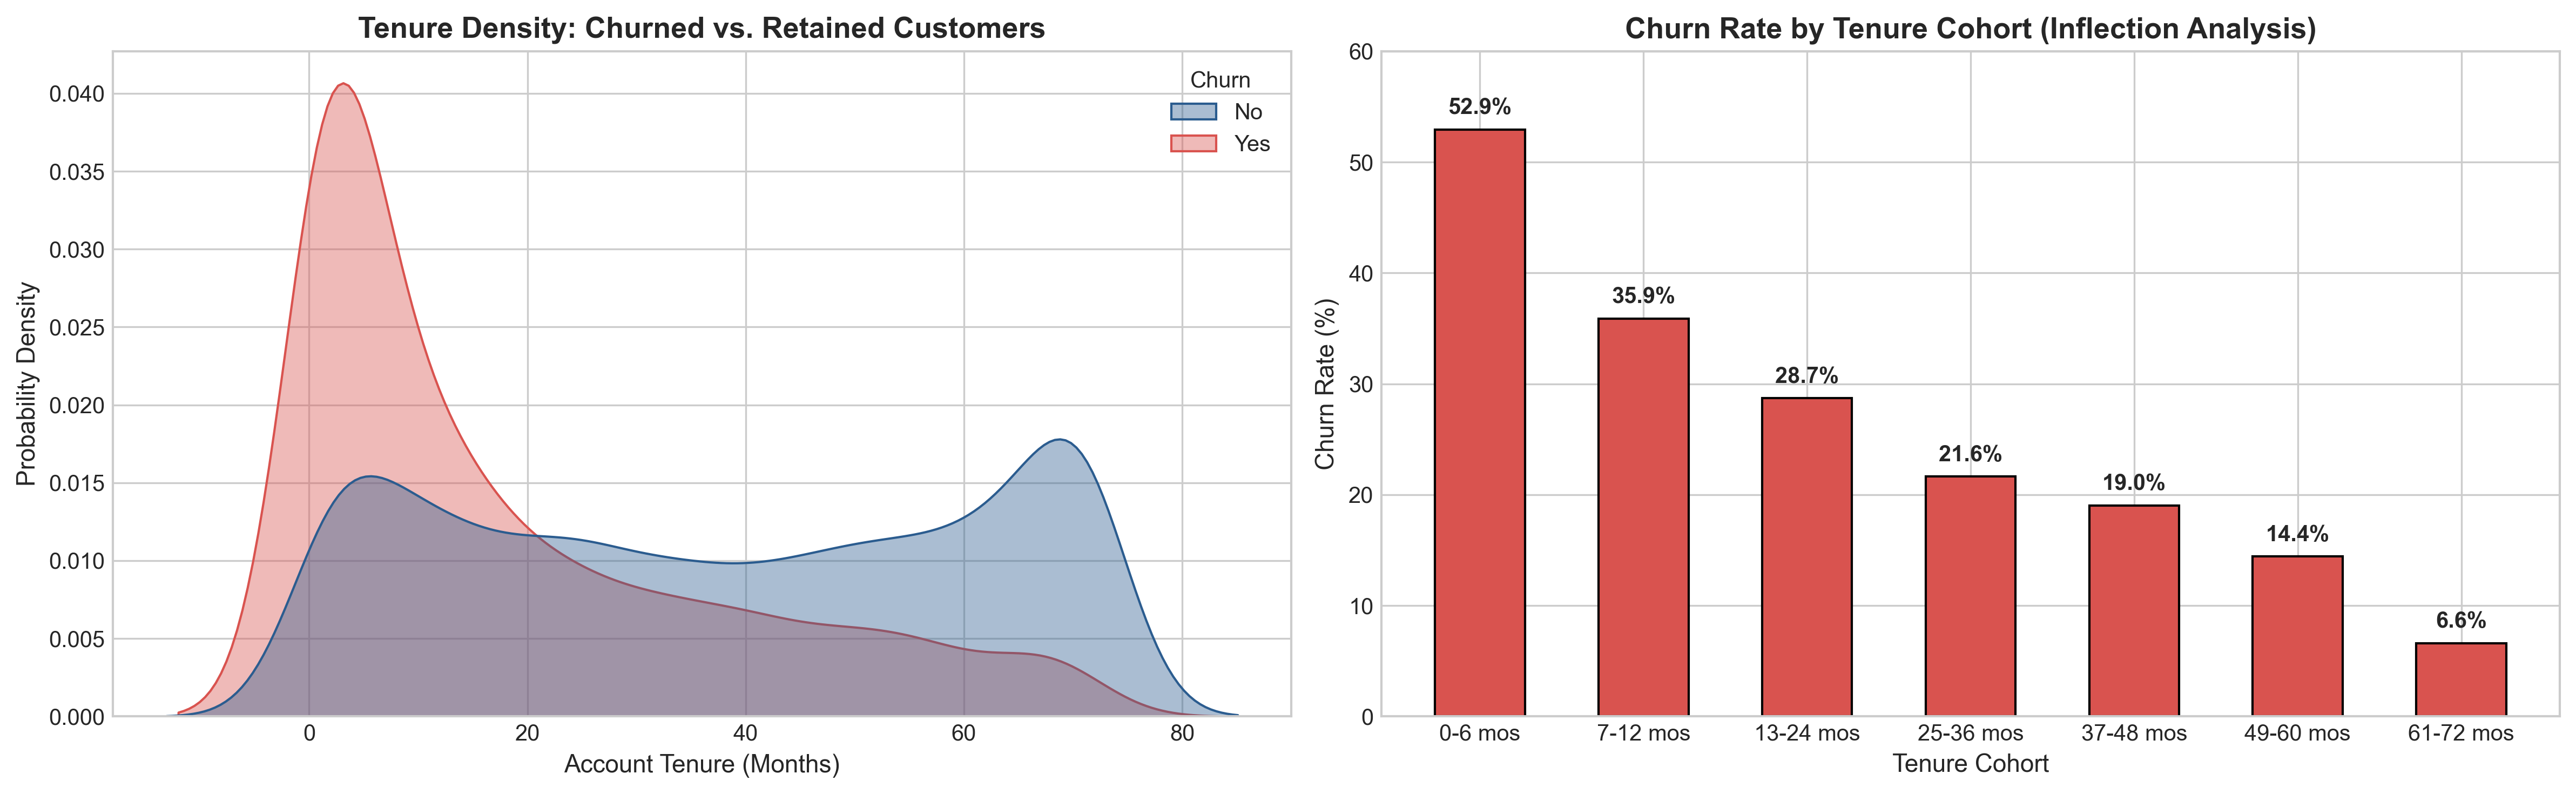 Tenure Density: Churned vs. Retained Customers
Probability Density
0.040
0.035
0.030
0.025
0.020
0.015
0.010
0.005
0.000
Churn
No
Yes
0 20 40 60 80
Account Tenure (Months)
Churn Rate by Tenure Cohort (Inflection Analysis)
Churn Rate (%)
60
50
40
30
20
10
0
52.9%
35.9%
28.7%
21.6%
19.0%
14.4%
6.6%
0-6 mos 7-12 mos 13-24 mos 25-36 mos 37-48 mos 49-60 mos 61-72 mos
Tenure Cohort